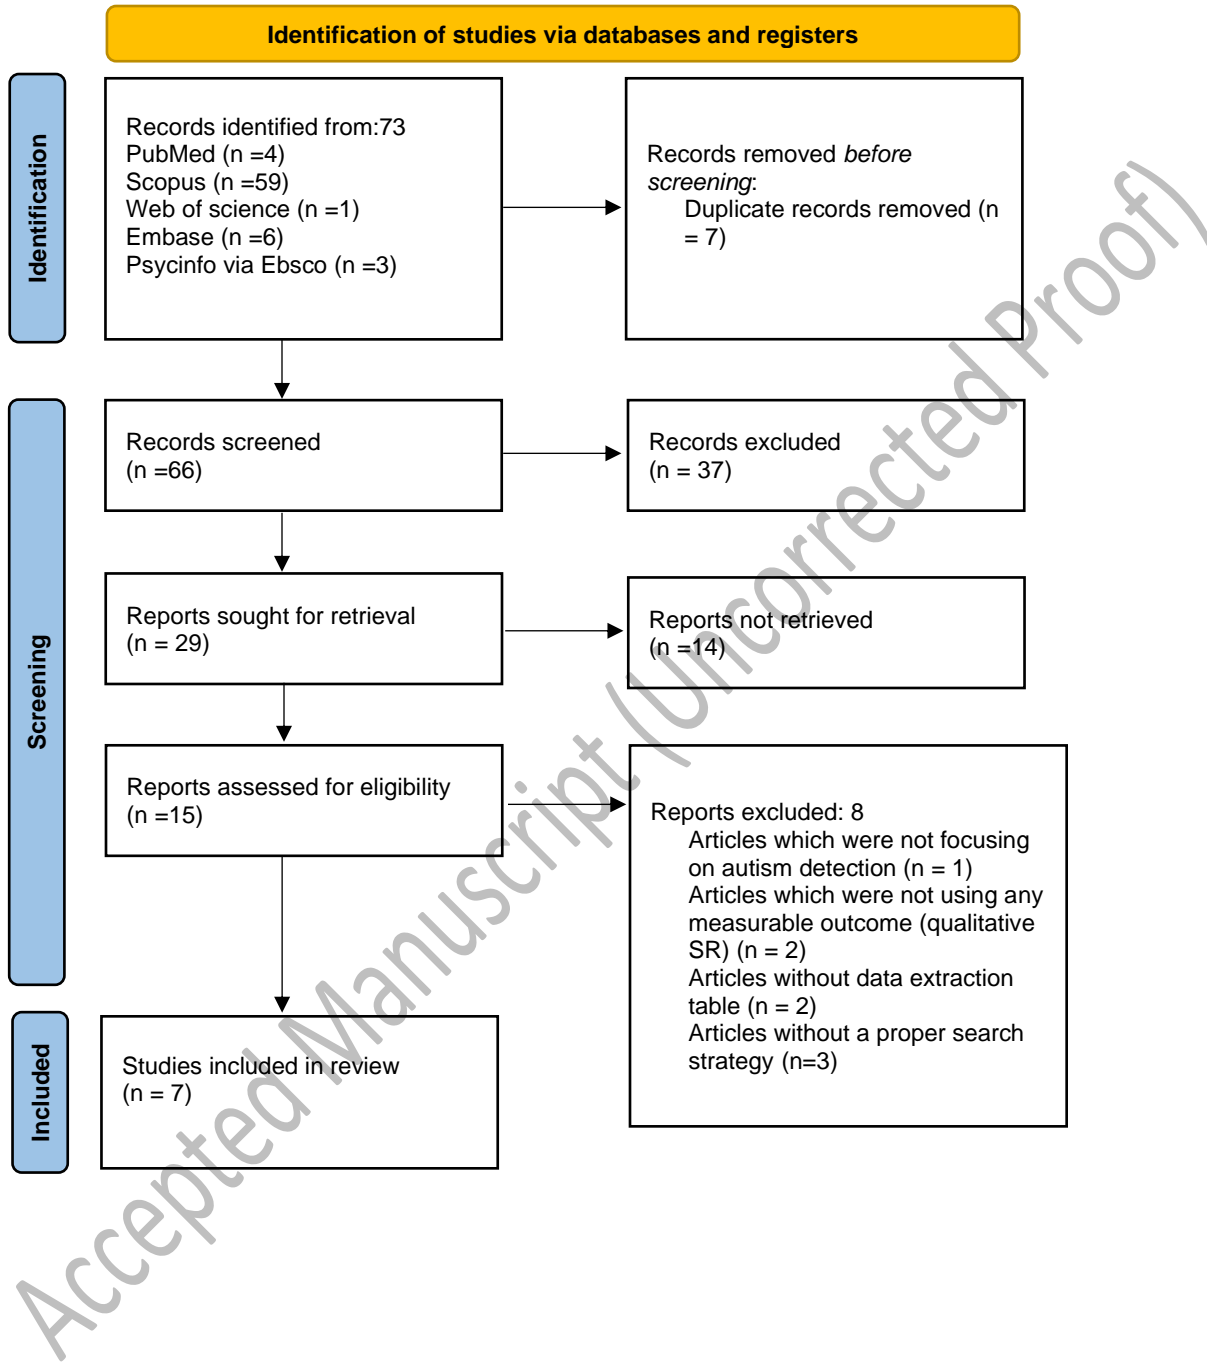 Identification of studies via databases and registers
Identification
Records identified from:73
PubMed (n =4)
Scopus (n =59)
Web of science (n =1)
Embase (n =6)
Psycinfo via Ebsco (n =3)
Records removed before
screening:
Duplicate records removed (n
= 7)
Screening
Records screened
(n =66)
Records excluded
(n = 37)
Reports sought for retrieval
(n = 29)
Reports not retrieved
(n =14)
Reports assessed for eligibility
(n =15)
Reports excluded: 8
Articles which were not focusing
on autism detection (n = 1)
Articles which were not using any
measurable outcome (qualitative
SR) (n = 2)
Articles without data extraction
table (n = 2)
Articles without a proper search
strategy (n=3)
Included
Studies included in review
(n = 7)
Accepted Manuscript (Uncorrected Proof)